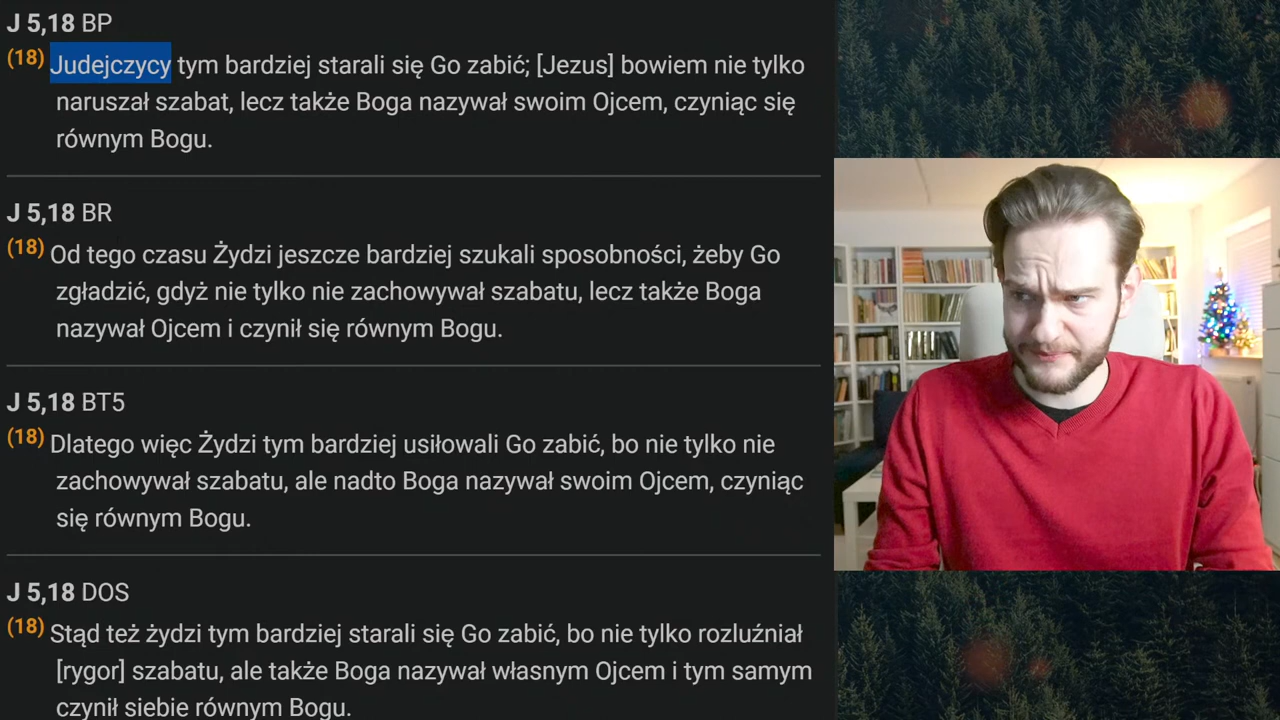 J 5,18 BP
(18) Judejczycy tym bardziej starali się Go zabić; [Jezus] bowiem nie tylko
naruszał szabat, lecz także Boga nazywał swoim Ojcem, czyniąc się
równym Bogu.
J 5,18 BR
(18) Od tego czasu Żydzi jeszcze bardziej szukali sposobności, żeby Go
zgładzić, gdyż nie tylko nie zachowywał szabatu, lecz także Boga
nazywał Ojcem i czynił się równym Bogu.
J 5,18 BT5
(18) Dlatego więc Żydzi tym bardziej usiłowali Go zabić, bo nie tylko nie
zachowywał szabatu, ale nadto Boga nazywał swoim Ojcem, czyniąc
się równym Bogu.
J 5,18 DOS
(18) Stąd też żydzi tym bardziej starali się Go zabić, bo nie tylko rozluźniał
[rygor] szabatu, ale także Boga nazywał własnym Ojcem i tym samym
czynił siebie równym Bogu.